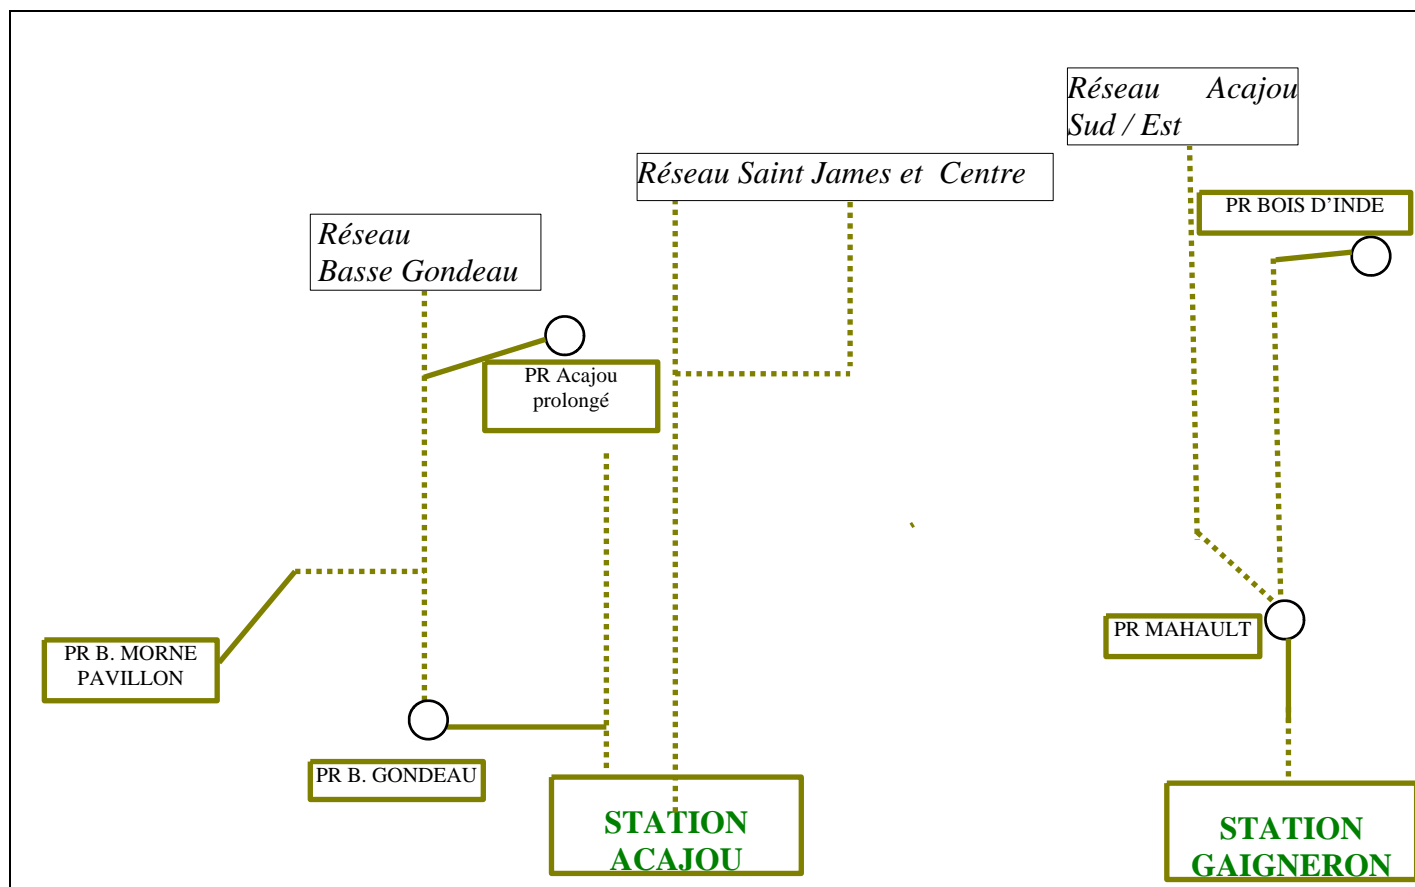 Réseau Acajou
Sud / Est
Réseau Saint James et Centre
PR BOIS D’INDE
Réseau
Basse Gondeau
PR Acajou
prolongé
PR B. MORNE
PAVILLON
PR MAHAULT
PR B. GONDEAU
STATION
ACAJOU
STATION
GAIGNERON